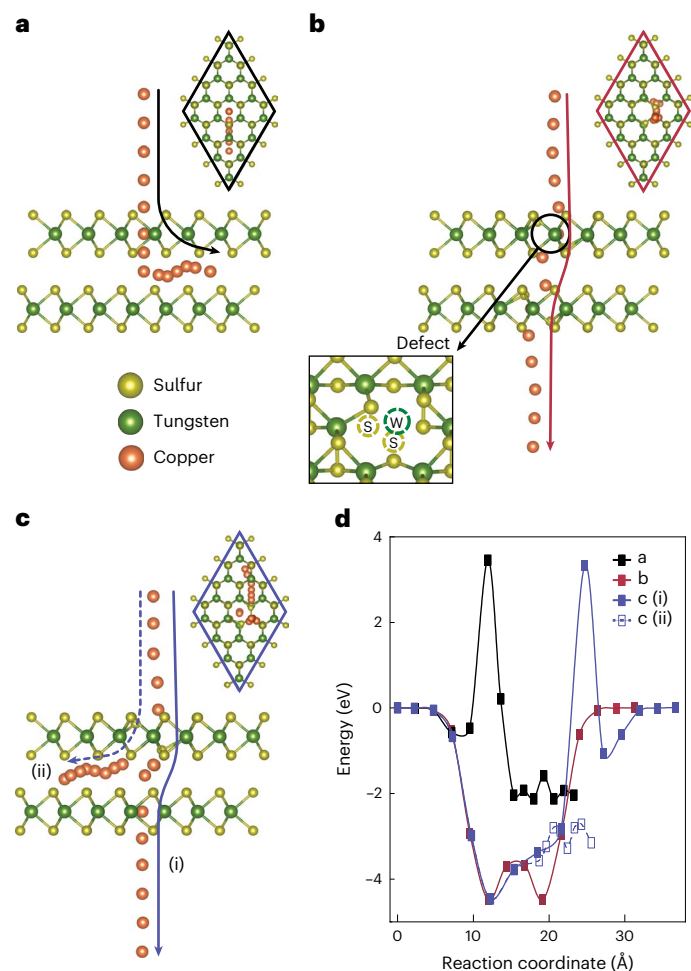 a
b
Defect
S
W
S
Sulfur
Tungsten
Copper
c
(ii)
(i)
d
4
2
0
−2
−4
Energy (eV)
a
b
c (i)
c (ii)
0
10
20
30
Reaction coordinate (Å)